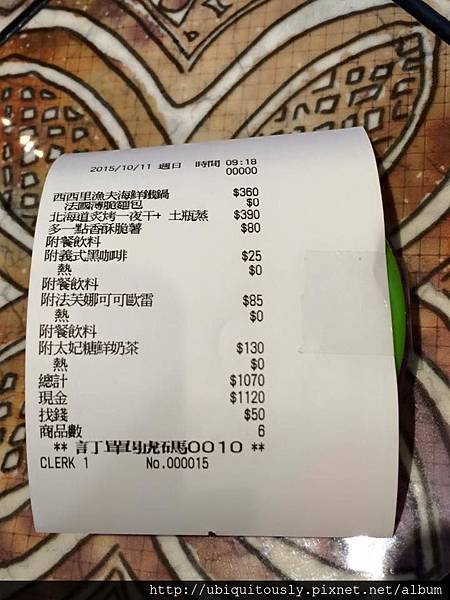 2015/10/11 週日 時間 09:18
00000
西西里漁夫海鮮鐵鍋 $360
法國薄脆麵包 $0
北海道炙烤一夜干+ 土瓶蒸 $390
多一點香酥脆薯 $80
附餐飲料
附義式黑咖啡 $25
熱 $0
附餐飲料
附法芙娜可可歐雷 $85
熱 $0
附餐飲料
附太妃糖鮮奶茶 $130
熱 $0
總計 $1070
現金 $1120
找錢 $50
商品數 6
** 訂單號碼0010 **
CLERK 1 No.000015
http://ubiquitously.pixnet.net/album